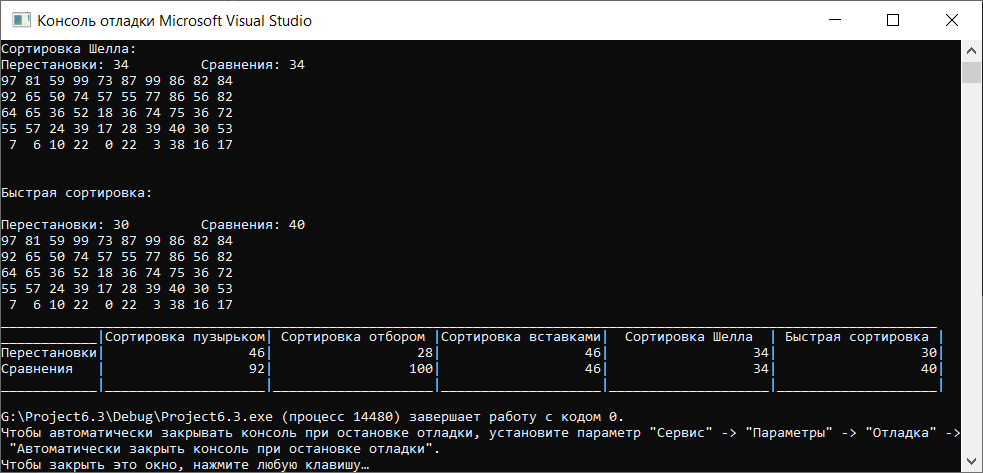 Консоль отладки Microsoft Visual Studio
Сортировка Шелла:
Перестановки: 34         Сравнения: 34
97 81 59 99 73 87 99 86 82 84
92 65 50 74 57 55 77 86 56 82
64 65 36 52 18 36 74 75 36 72
55 57 24 39 17 28 39 40 30 53
 7  6 10 22  0 22  3 38 16 17
Быстрая сортировка:
Перестановки: 30         Сравнения: 40
97 81 59 99 73 87 99 86 82 84
92 65 50 74 57 55 77 86 56 82
64 65 36 52 18 36 74 75 36 72
55 57 24 39 17 28 39 40 30 53
 7  6 10 22  0 22  3 38 16 17
____________|Сортировка пузырьком| Сортировка отбором |Сортировка вставками|  Сортировка Шелла  | Быстрая сортировка |
Перестановки|                  46|                  28|                  46|                  34|                  30|
Сравнения   |                  92|                 100|                  46|                  34|                  40|
G:\Project6.3\Debug\Project6.3.exe (процесс 14480) завершает работу с кодом 0.
Чтобы автоматически закрывать консоль при остановке отладки, установите параметр "Сервис" -> "Параметры" -> "Отладка" ->
 "Автоматически закрыть консоль при остановке отладки".
Чтобы закрыть это окно, нажмите любую клавишу…